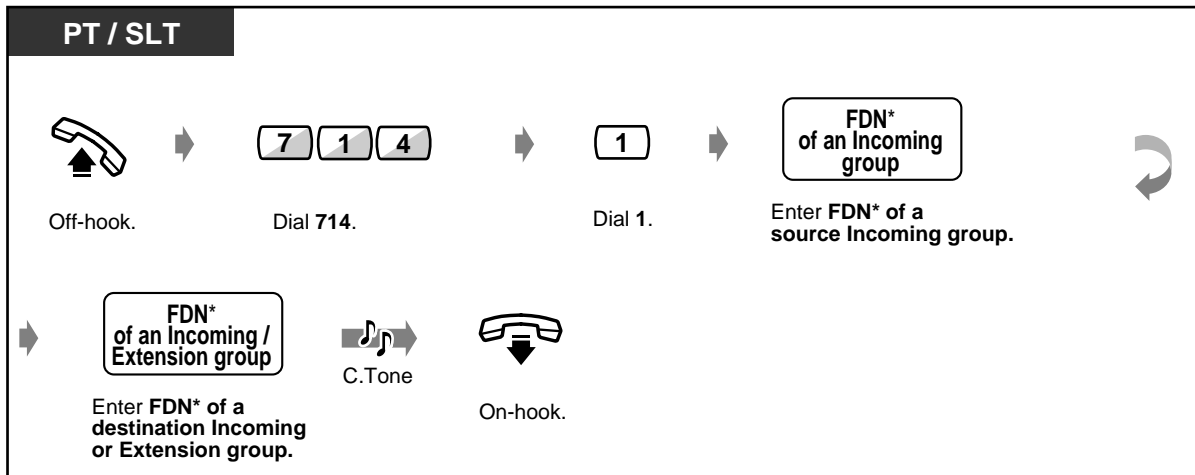 PT / SLT
FDN*
of an Incoming
group
7 1 4
1
Off-hook.
Dial 714.
Dial 1.
Enter FDN* of a
source Incoming group.
FDN*
of an Incoming /
Extension group
C.Tone
Enter FDN* of a
destination Incoming
or Extension group.
On-hook.